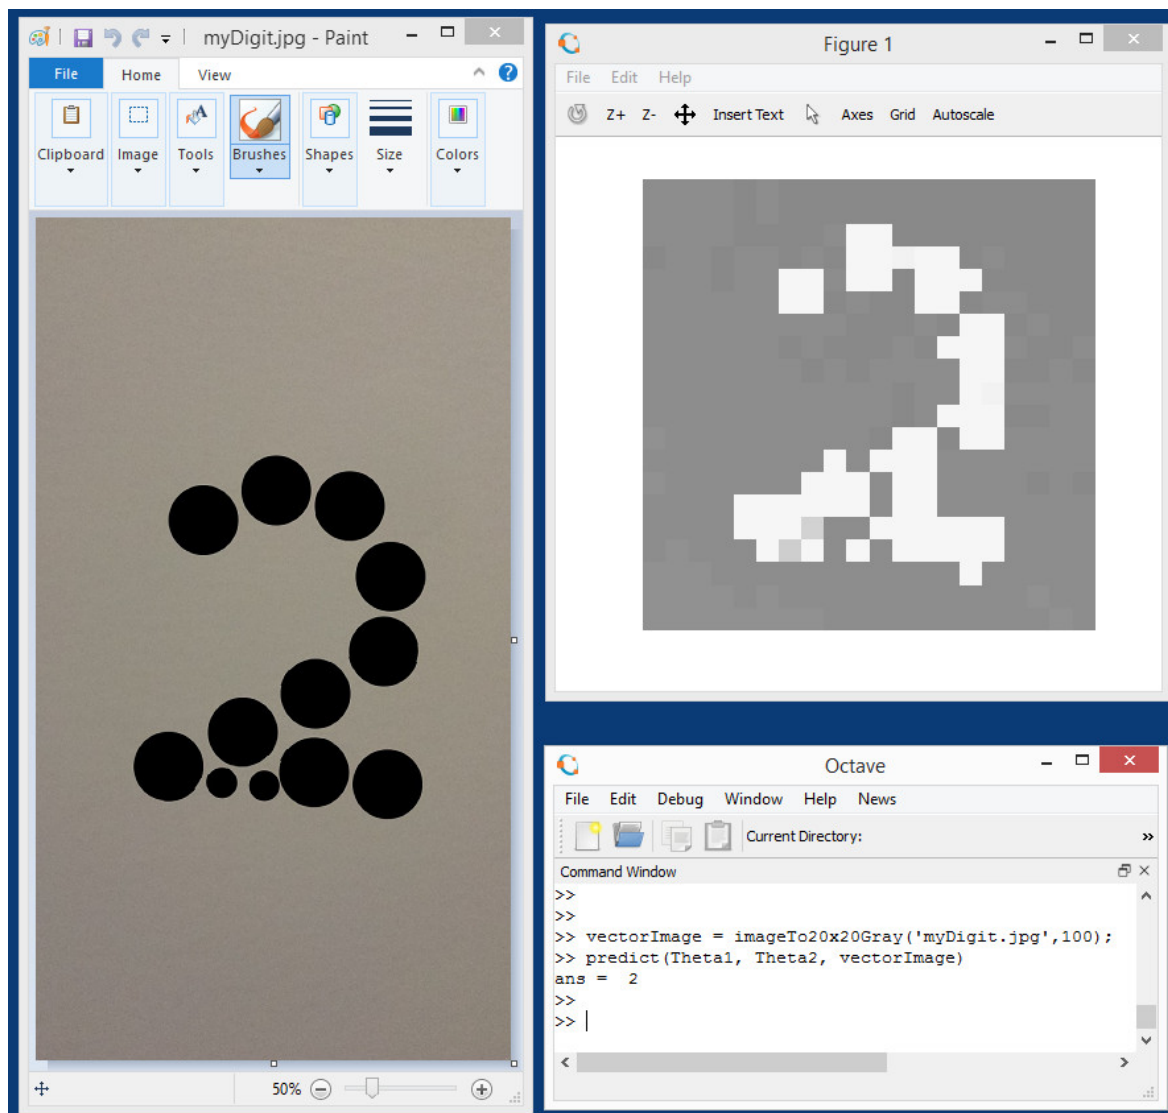 myDigit.jpg - Paint
File Home View
Clipboard Image Tools Brushes Shapes Size Colors
50%
Figure 1
File Edit Help
Z+ Z- Insert Text Axes Grid Autoscale
Octave
File Edit Debug Window Help News
Current Directory: »
Command Window
>>
>>
>> vectorImage = imageTo20x20Gray('myDigit.jpg',100);
>> predict(Theta1, Theta2, vectorImage)
ans =  2
>>
>>